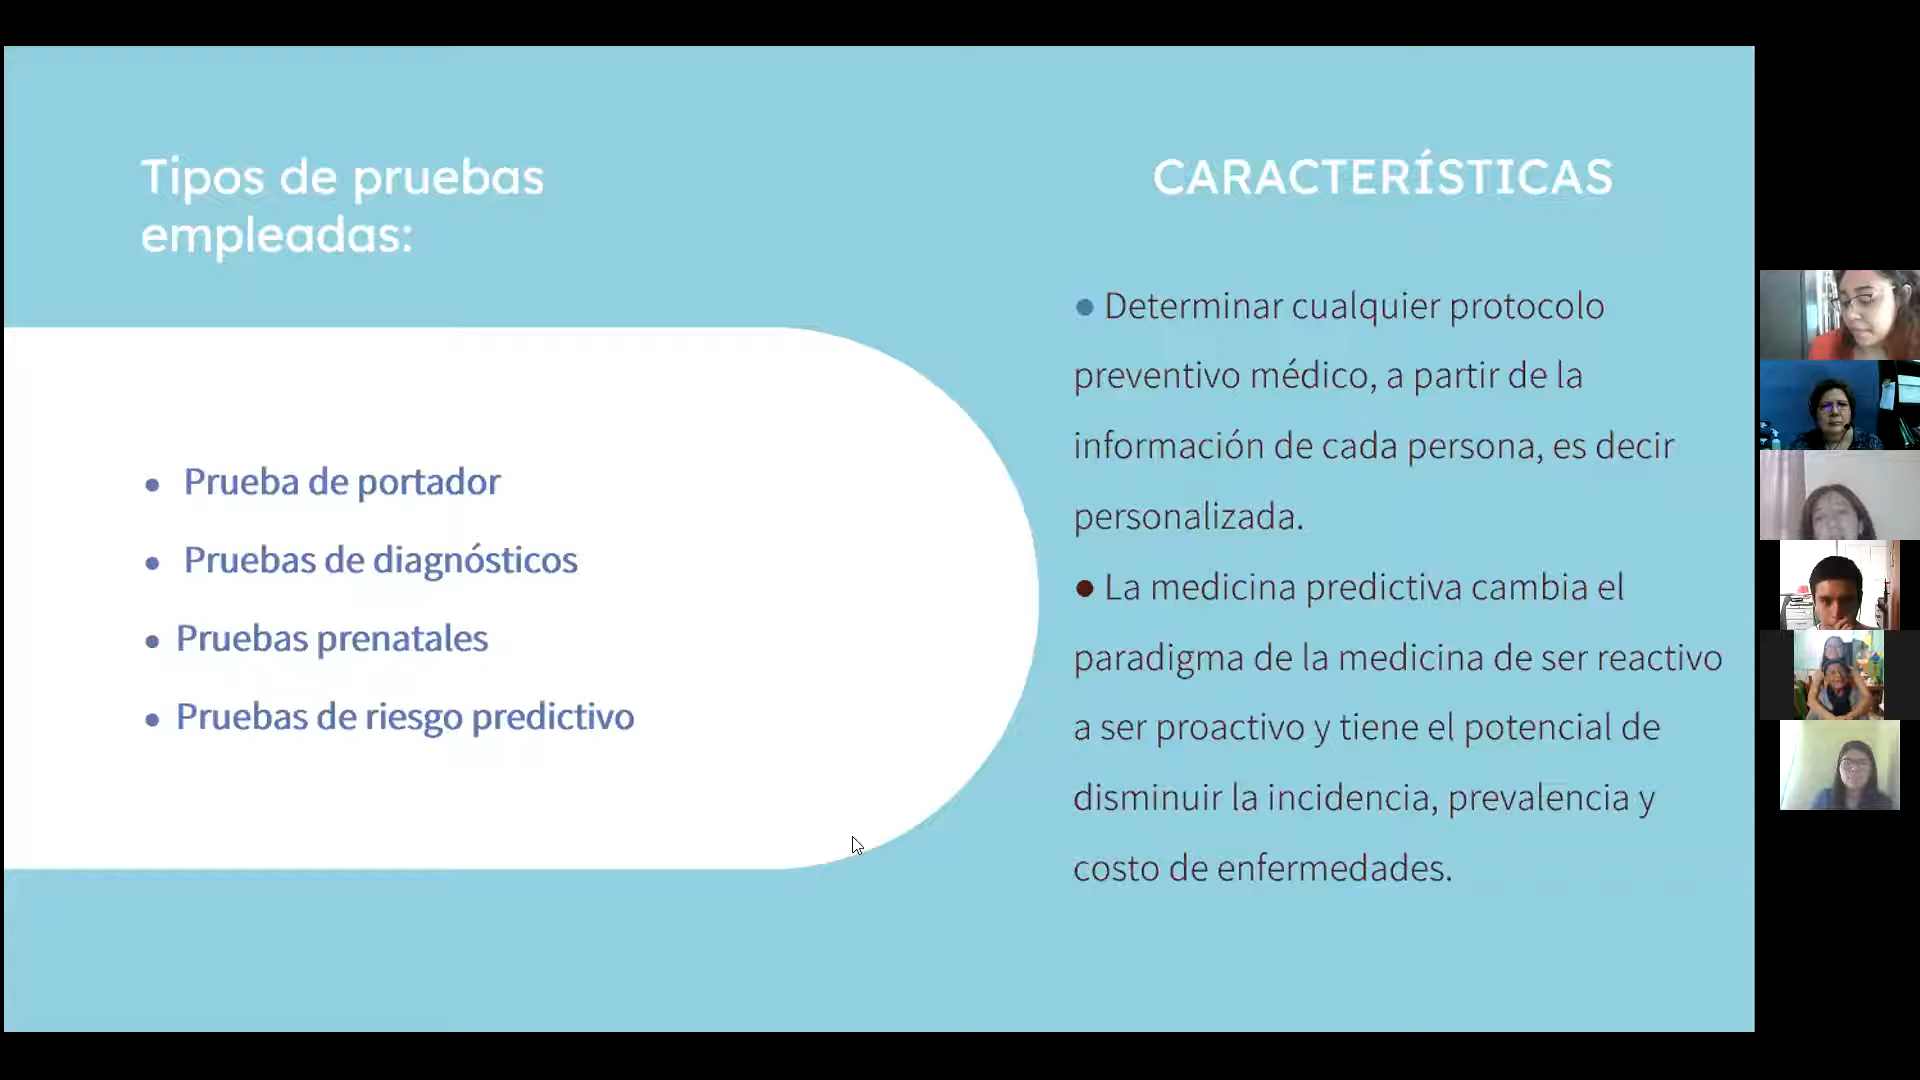 Tipos de pruebas
empleadas:
• Prueba de portador
• Pruebas de diagnósticos
• Pruebas prenatales
• Pruebas de riesgo predictivo
CARACTERÍSTICAS
● Determinar cualquier protocolo
preventivo médico, a partir de la
información de cada persona, es decir
personalizada.
● La medicina predictiva cambia el
paradigma de la medicina de ser reactivo
a ser proactivo y tiene el potencial de
disminuir la incidencia, prevalencia y
costo de enfermedades.